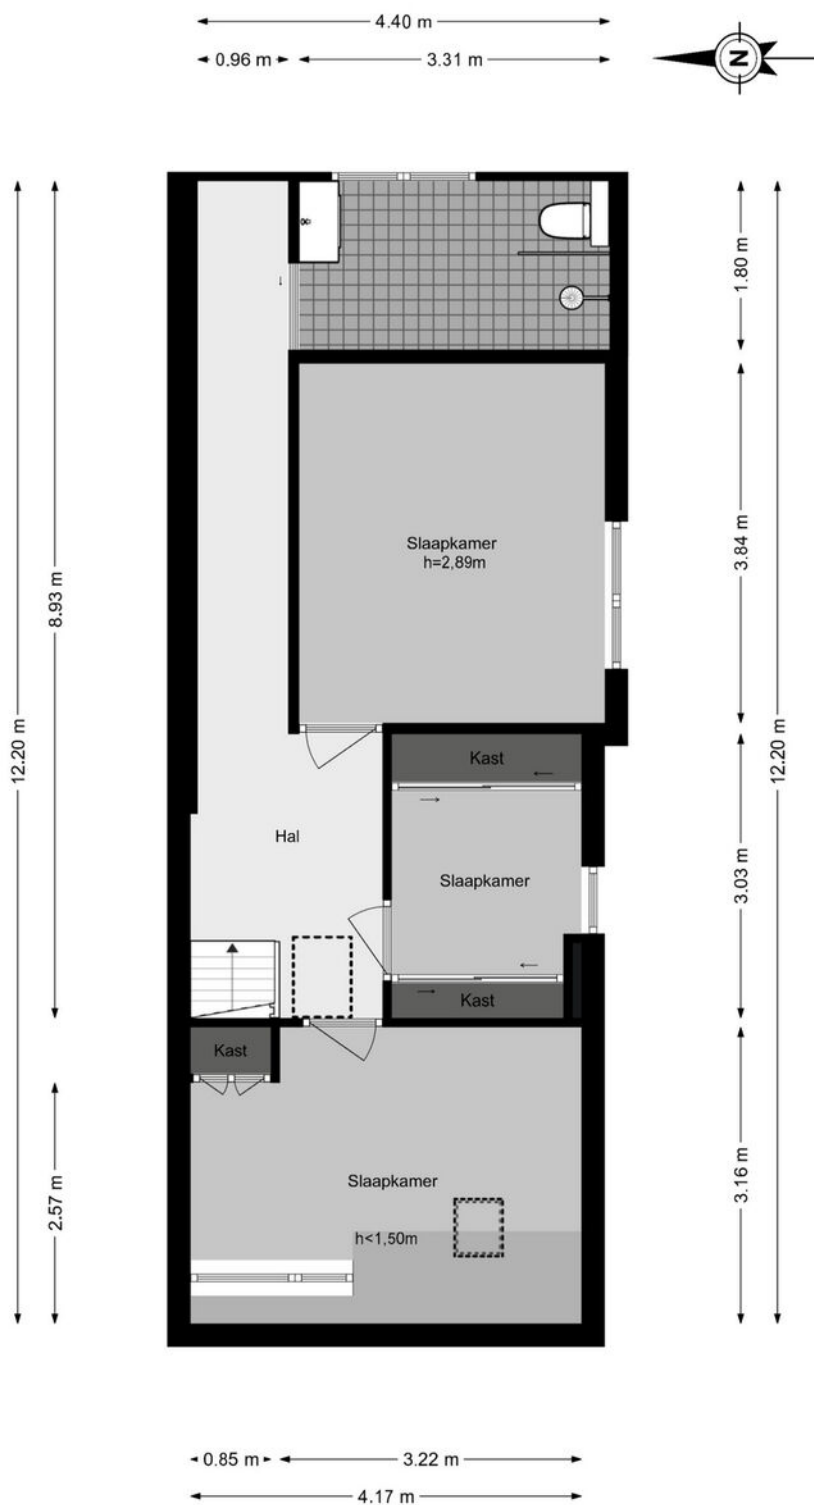 4.40 m
0.96 m
3.31 m
N
1.80 m
8.93 m
12.20 m
Slaapkamer
h=2,89m
3.84 m
12.20 m
Kast
Hal
Slaapkamer
3.03 m
Kast
Kast
Slaapkamer
h<1,50m
2.57 m
3.16 m
0.85 m
3.22 m
4.17 m